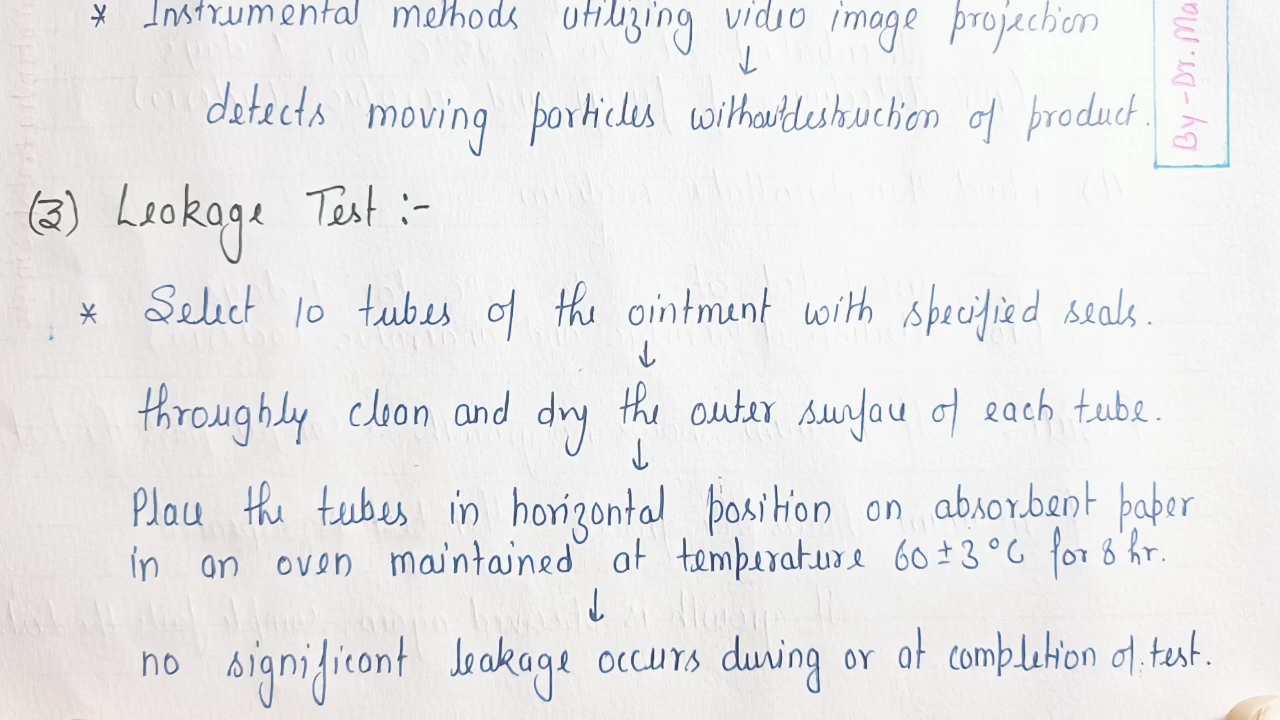 * Instrumental methods utilizing video image projection
↓
detects moving particles without destruction of product.
By - Dr. Ma
(3) Leakage Test :-
* Select 10 tubes of the ointment with specified seals.
↓
throughly clean and dry the outer surface of each tube.
↓
Place the tubes in horizontal position on absorbent paper
in an oven maintained at temperature 60 ± 3 °C for 8 hr.
↓
no significant leakage occurs during or at completion of test.